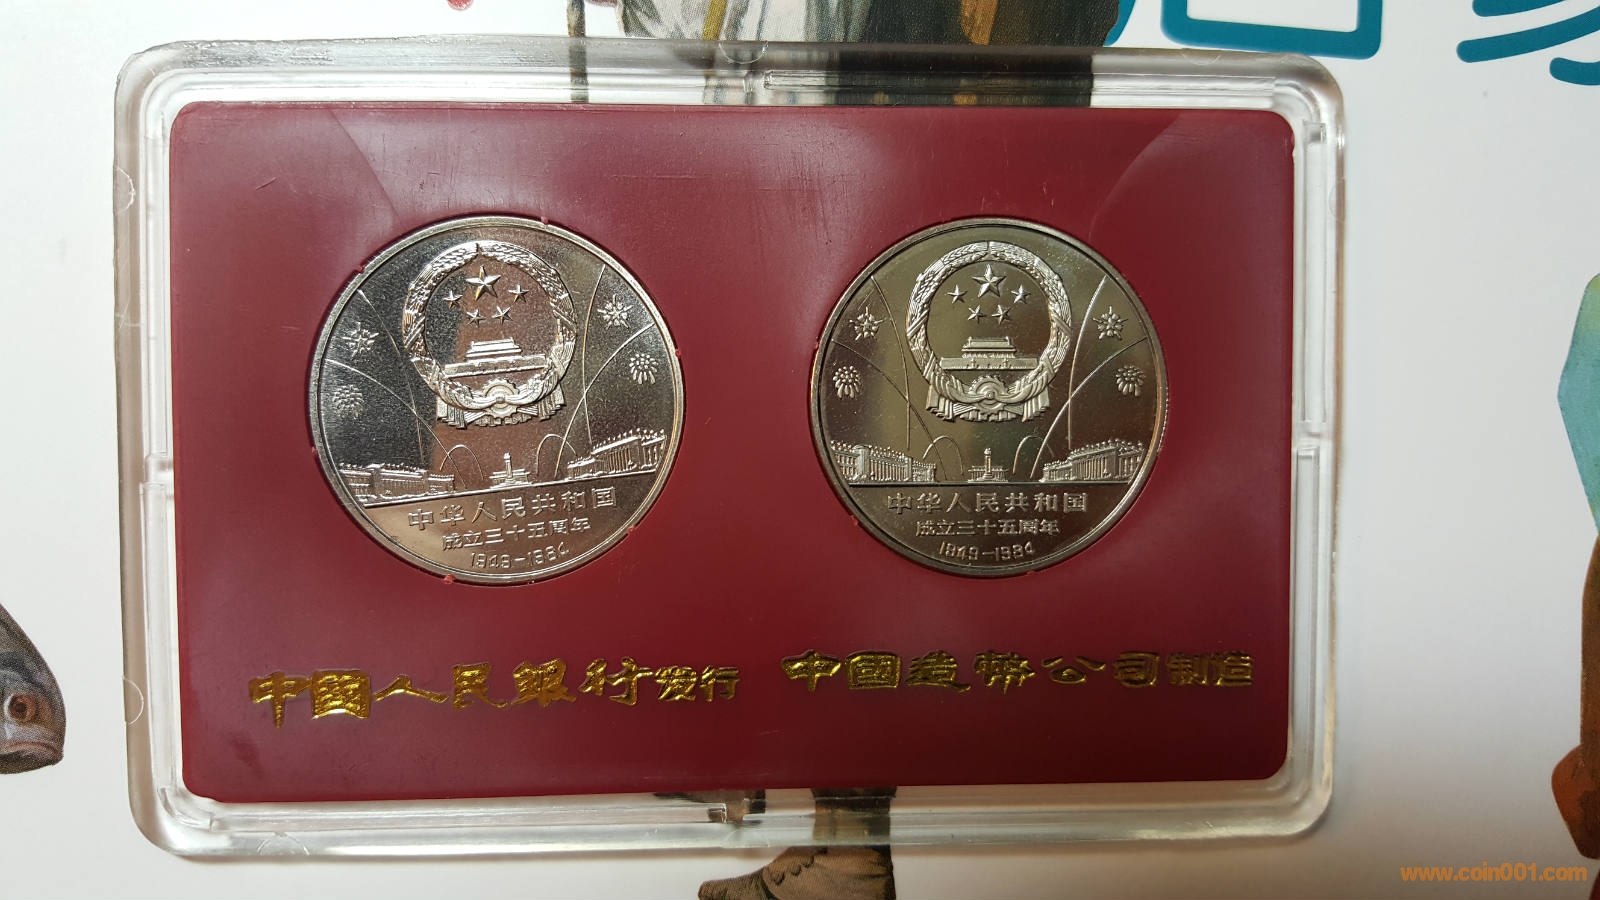 中华人民共和国
成立三十五周年
1949-1984
中华人民共和国
成立三十五周年
1949-1984
中國人民銀行发行
中國造幣公司制造
www.coin001.com